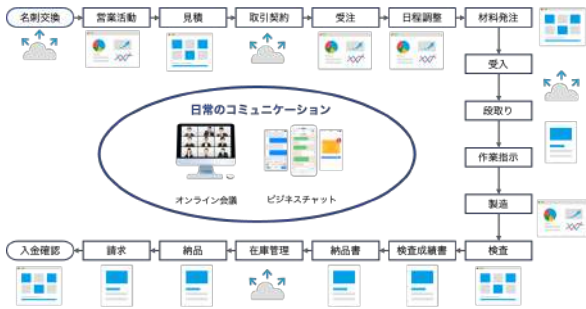 名刺交換
営業活動
見積
取引契約
受注
日程調整
材料発注
受入
段取り
作業指示
製造
検査
検査成績書
納品書
在庫管理
納品
請求
入金確認
日常のコミュニケーション
オンライン会議
ビジネスチャット